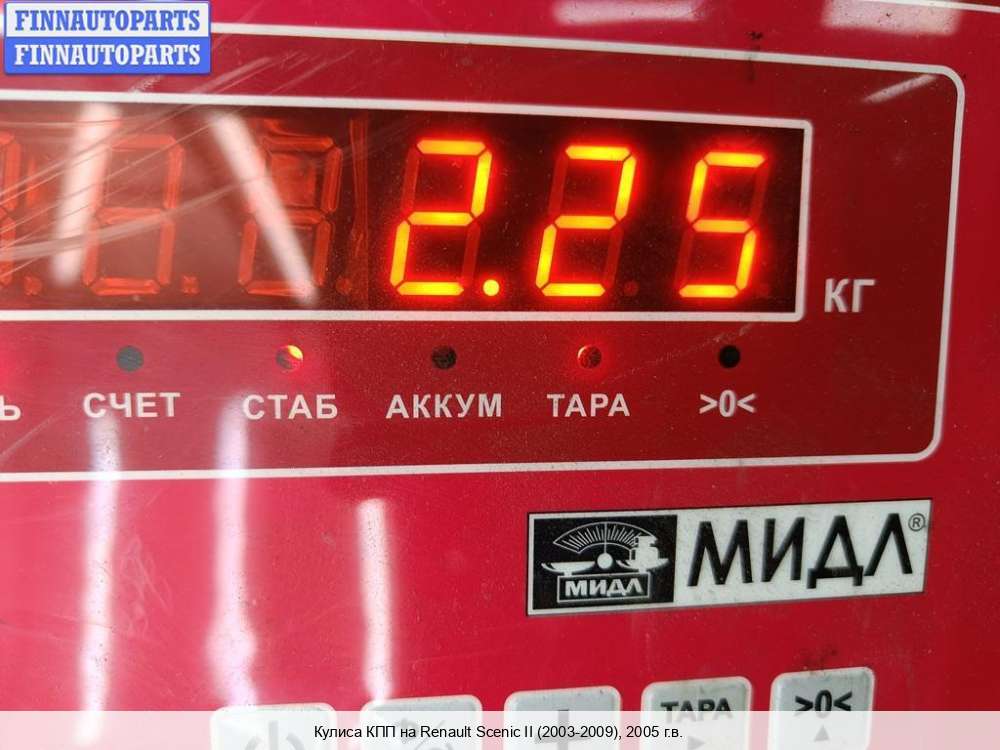 FINNAUTOPARTS
FINNAUTOPARTS
2.25
КГ
Ь СЧЕТ СТАБ АККУМ ТАРА >0<
МИДЛ МИДЛ®
ТАРА >0<
Кулиса КПП на Renault Scenic II (2003-2009), 2005 г.в.